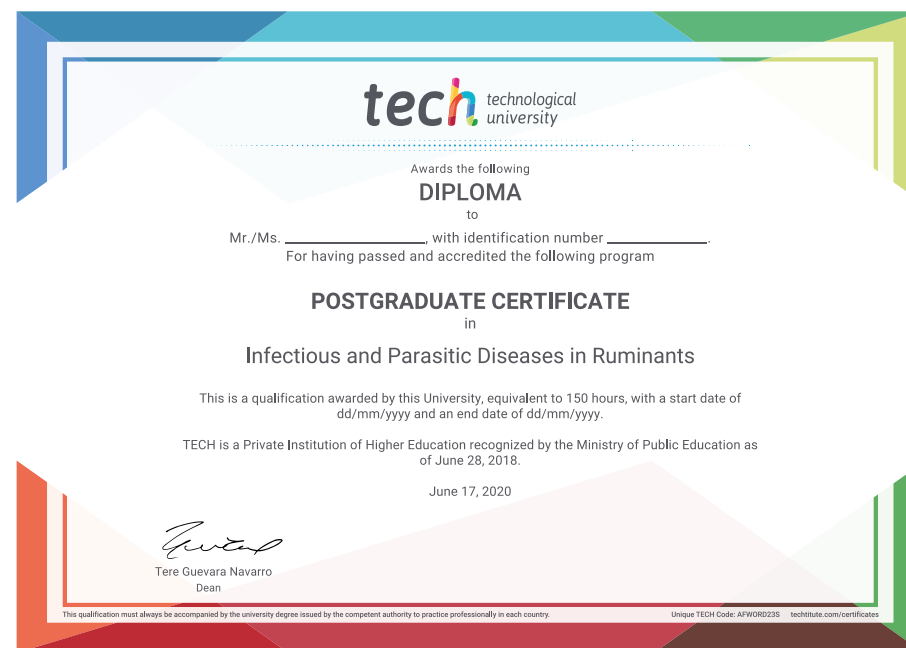 tech technological
university
Awards the following
DIPLOMA
to
Mr./Ms. ____________________, with identification number ______________.
For having passed and accredited the following program
POSTGRADUATE CERTIFICATE
in
Infectious and Parasitic Diseases in Ruminants
This is a qualification awarded by this University, equivalent to 150 hours, with a start date of
dd/mm/yyyy and an end date of dd/mm/yyyy.
TECH is a Private Institution of Higher Education recognized by the Ministry of Public Education as
of June 28, 2018.
June 17, 2020
Tere Guevara Navarro
Dean
This qualification must always be accompanied by the university degree issued by the competent authority to practice professionally in each country.
Unique TECH Code: AFWORD23S techtitute.com/certificates